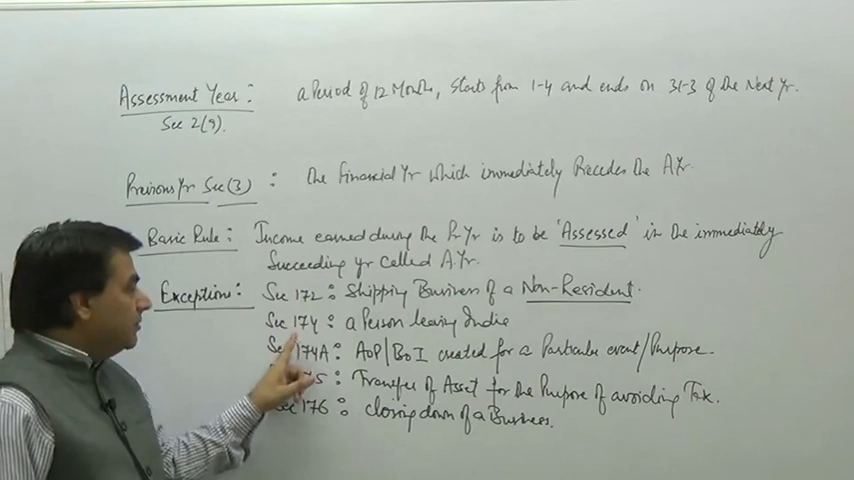 Assessment Year : a Period of 12 Months, Starts from 1-4 and ends on 31-3 of the Next Yr.
Sec 2(9).
Previous Yr Sec (3) : the Financial Yr which immediately Precedes the A.Yr.
Basic Rule : Income earned during the Pr.Yr is to be 'Assessed' in the immediately
Succeeding yr called A.Yr.
Exceptions : Sec 172 : Shipping Business of a Non-Resident.
Sec 174 : a Person leaving India
174A : AoP/BoI created for a Particular event/Purpose.
: Transfer of Asset for the Purpose of avoiding Tax.
Sec 176 : closing down of a Business.